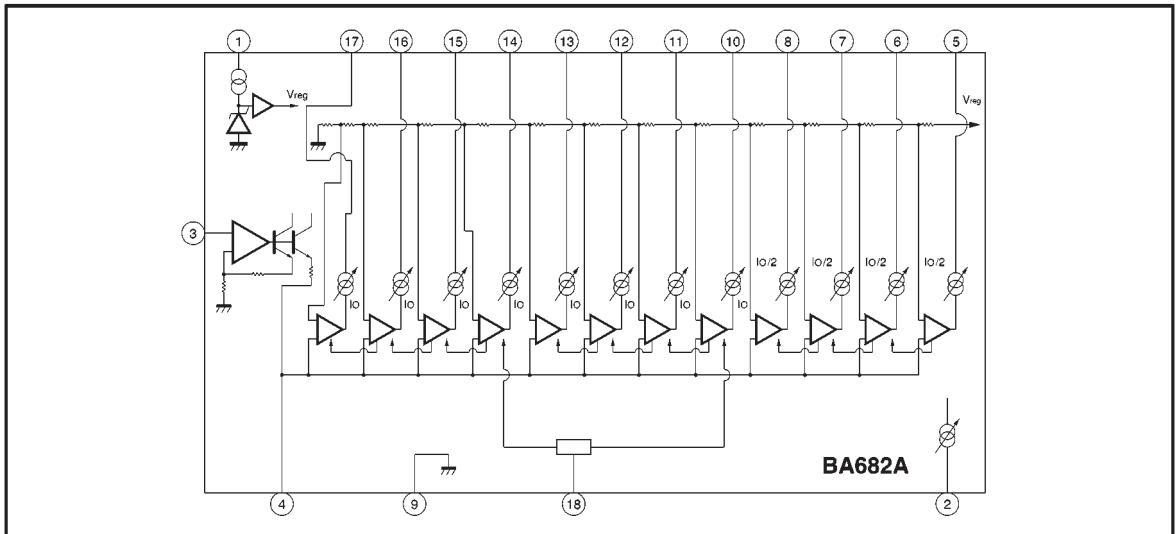 1 17 16 15 14 13 12 11 10 8 7 6 5
Vreg
Vreg
3
IO/2 IO/2 IO/2 IO/2
IO IO IO IO IO IO IO IO
BA682A
4 9 18 2